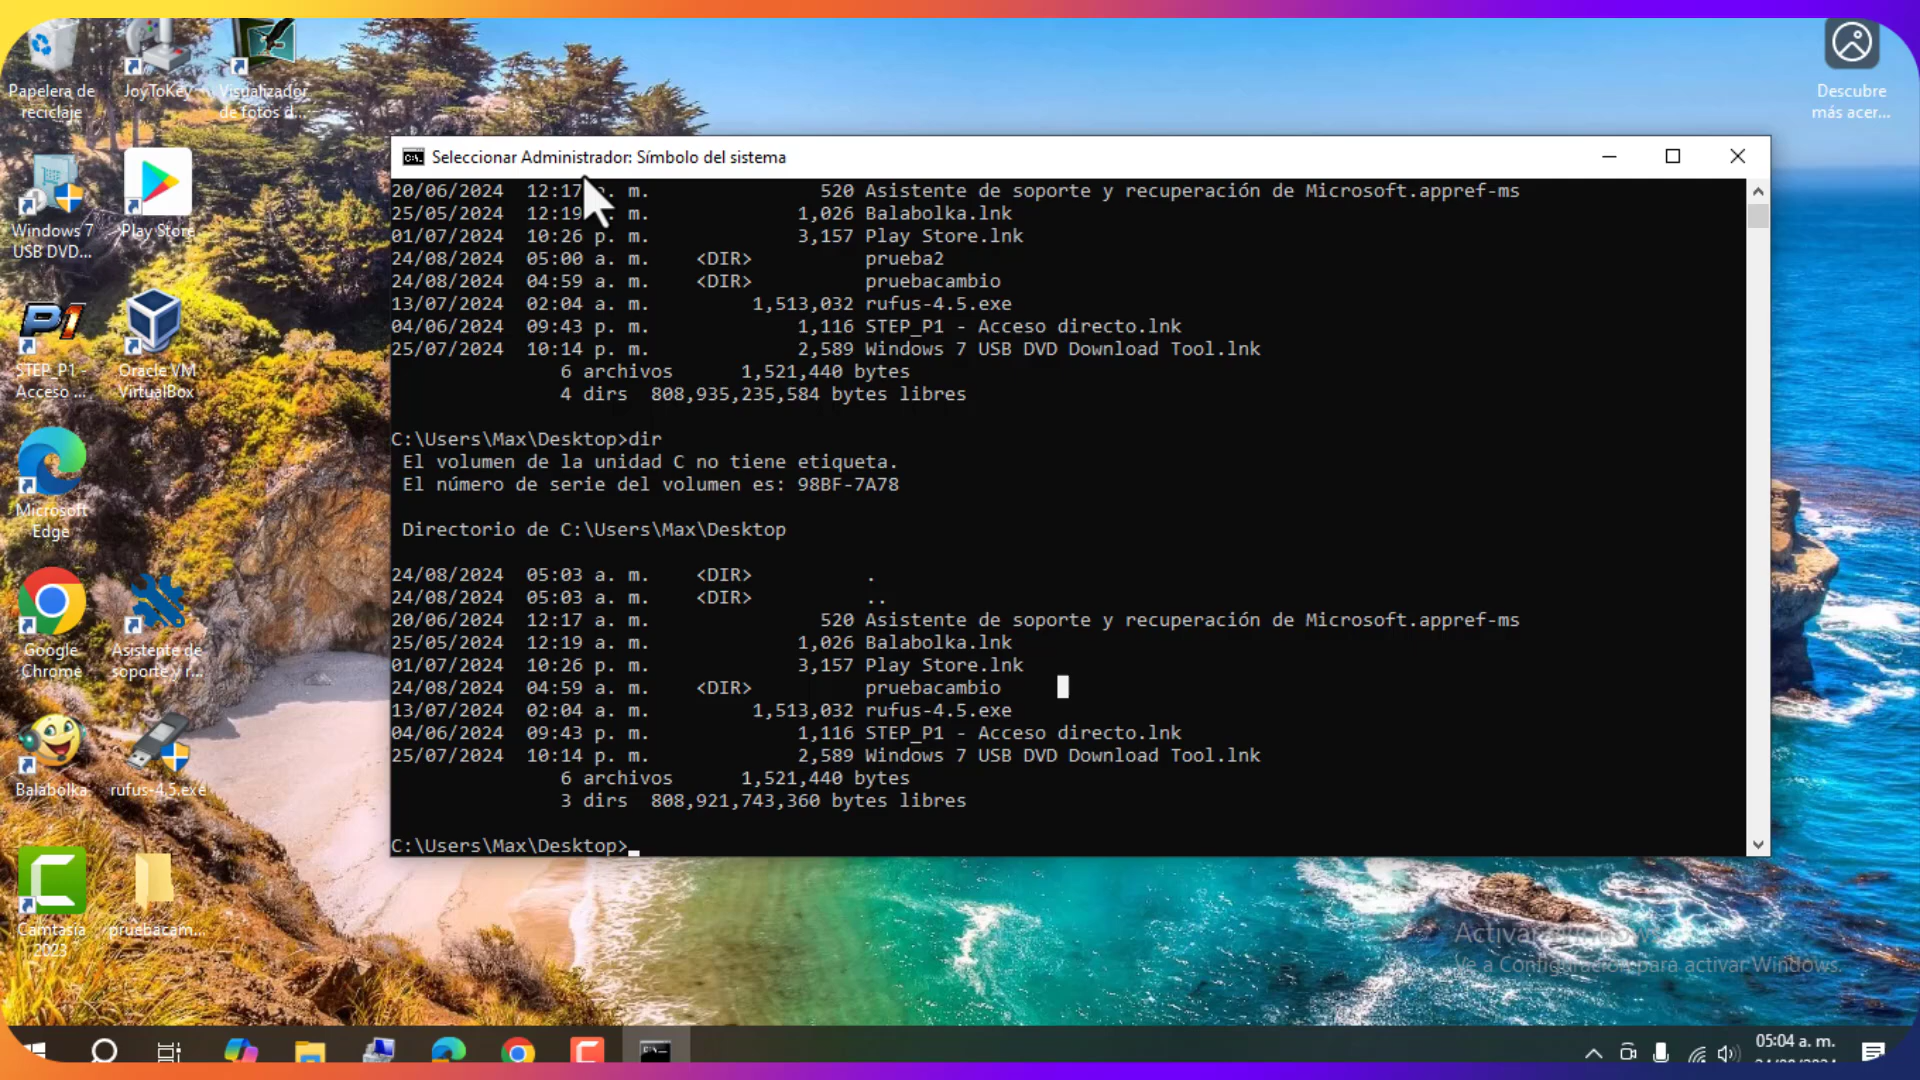 Papelera de
reciclaje
JoyToKey
Visualizador
de fotos d...
Descubre
más acer...
Windows 7
USB DVD...
Play Store
STEP_P1 -
Acceso ...
Oracle VM
VirtualBox
Microsoft
Edge
Google
Chrome
Asistente de
soporte y r...
Balabolka
rufus-4.5.exe
Camtasia
2023
pruebacam...
Seleccionar Administrador: Símbolo del sistema
20/06/2024  12:17 p. m.               520 Asistente de soporte y recuperación de Microsoft.appref-ms
25/05/2024  12:19 p. m.             1,026 Balabolka.lnk
01/07/2024  10:26 p. m.             3,157 Play Store.lnk
24/08/2024  05:00 a. m.    <DIR>          prueba2
24/08/2024  04:59 a. m.    <DIR>          pruebacambio
13/07/2024  02:04 a. m.         1,513,032 rufus-4.5.exe
04/06/2024  09:43 p. m.             1,116 STEP_P1 - Acceso directo.lnk
25/07/2024  10:14 p. m.             2,589 Windows 7 USB DVD Download Tool.lnk
6 archivos      1,521,440 bytes
4 dirs  808,935,235,584 bytes libres
C:\Users\Max\Desktop>dir
El volumen de la unidad C no tiene etiqueta.
El número de serie del volumen es: 98BF-7A78
Directorio de C:\Users\Max\Desktop
24/08/2024  05:03 a. m.    <DIR>          .
24/08/2024  05:03 a. m.    <DIR>          ..
20/06/2024  12:17 a. m.               520 Asistente de soporte y recuperación de Microsoft.appref-ms
25/05/2024  12:19 a. m.             1,026 Balabolka.lnk
01/07/2024  10:26 p. m.             3,157 Play Store.lnk
24/08/2024  04:59 a. m.    <DIR>          pruebacambio
13/07/2024  02:04 a. m.         1,513,032 rufus-4.5.exe
04/06/2024  09:43 p. m.             1,116 STEP_P1 - Acceso directo.lnk
25/07/2024  10:14 p. m.             2,589 Windows 7 USB DVD Download Tool.lnk
6 archivos      1,521,440 bytes
3 dirs  808,921,743,360 bytes libres
C:\Users\Max\Desktop>
Activar Windows
Ve a Configuración para activar Windows.
05:04 a. m.
24/08/2024